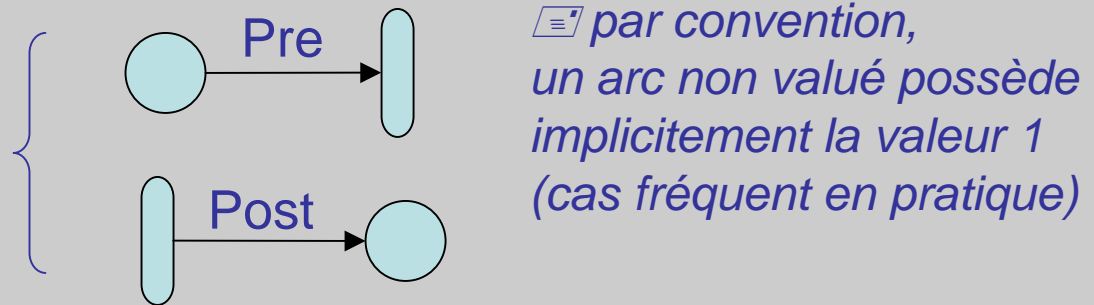 Pre
Post
par convention,
un arc non valué possède
implicitement la valeur 1
(cas fréquent en pratique)